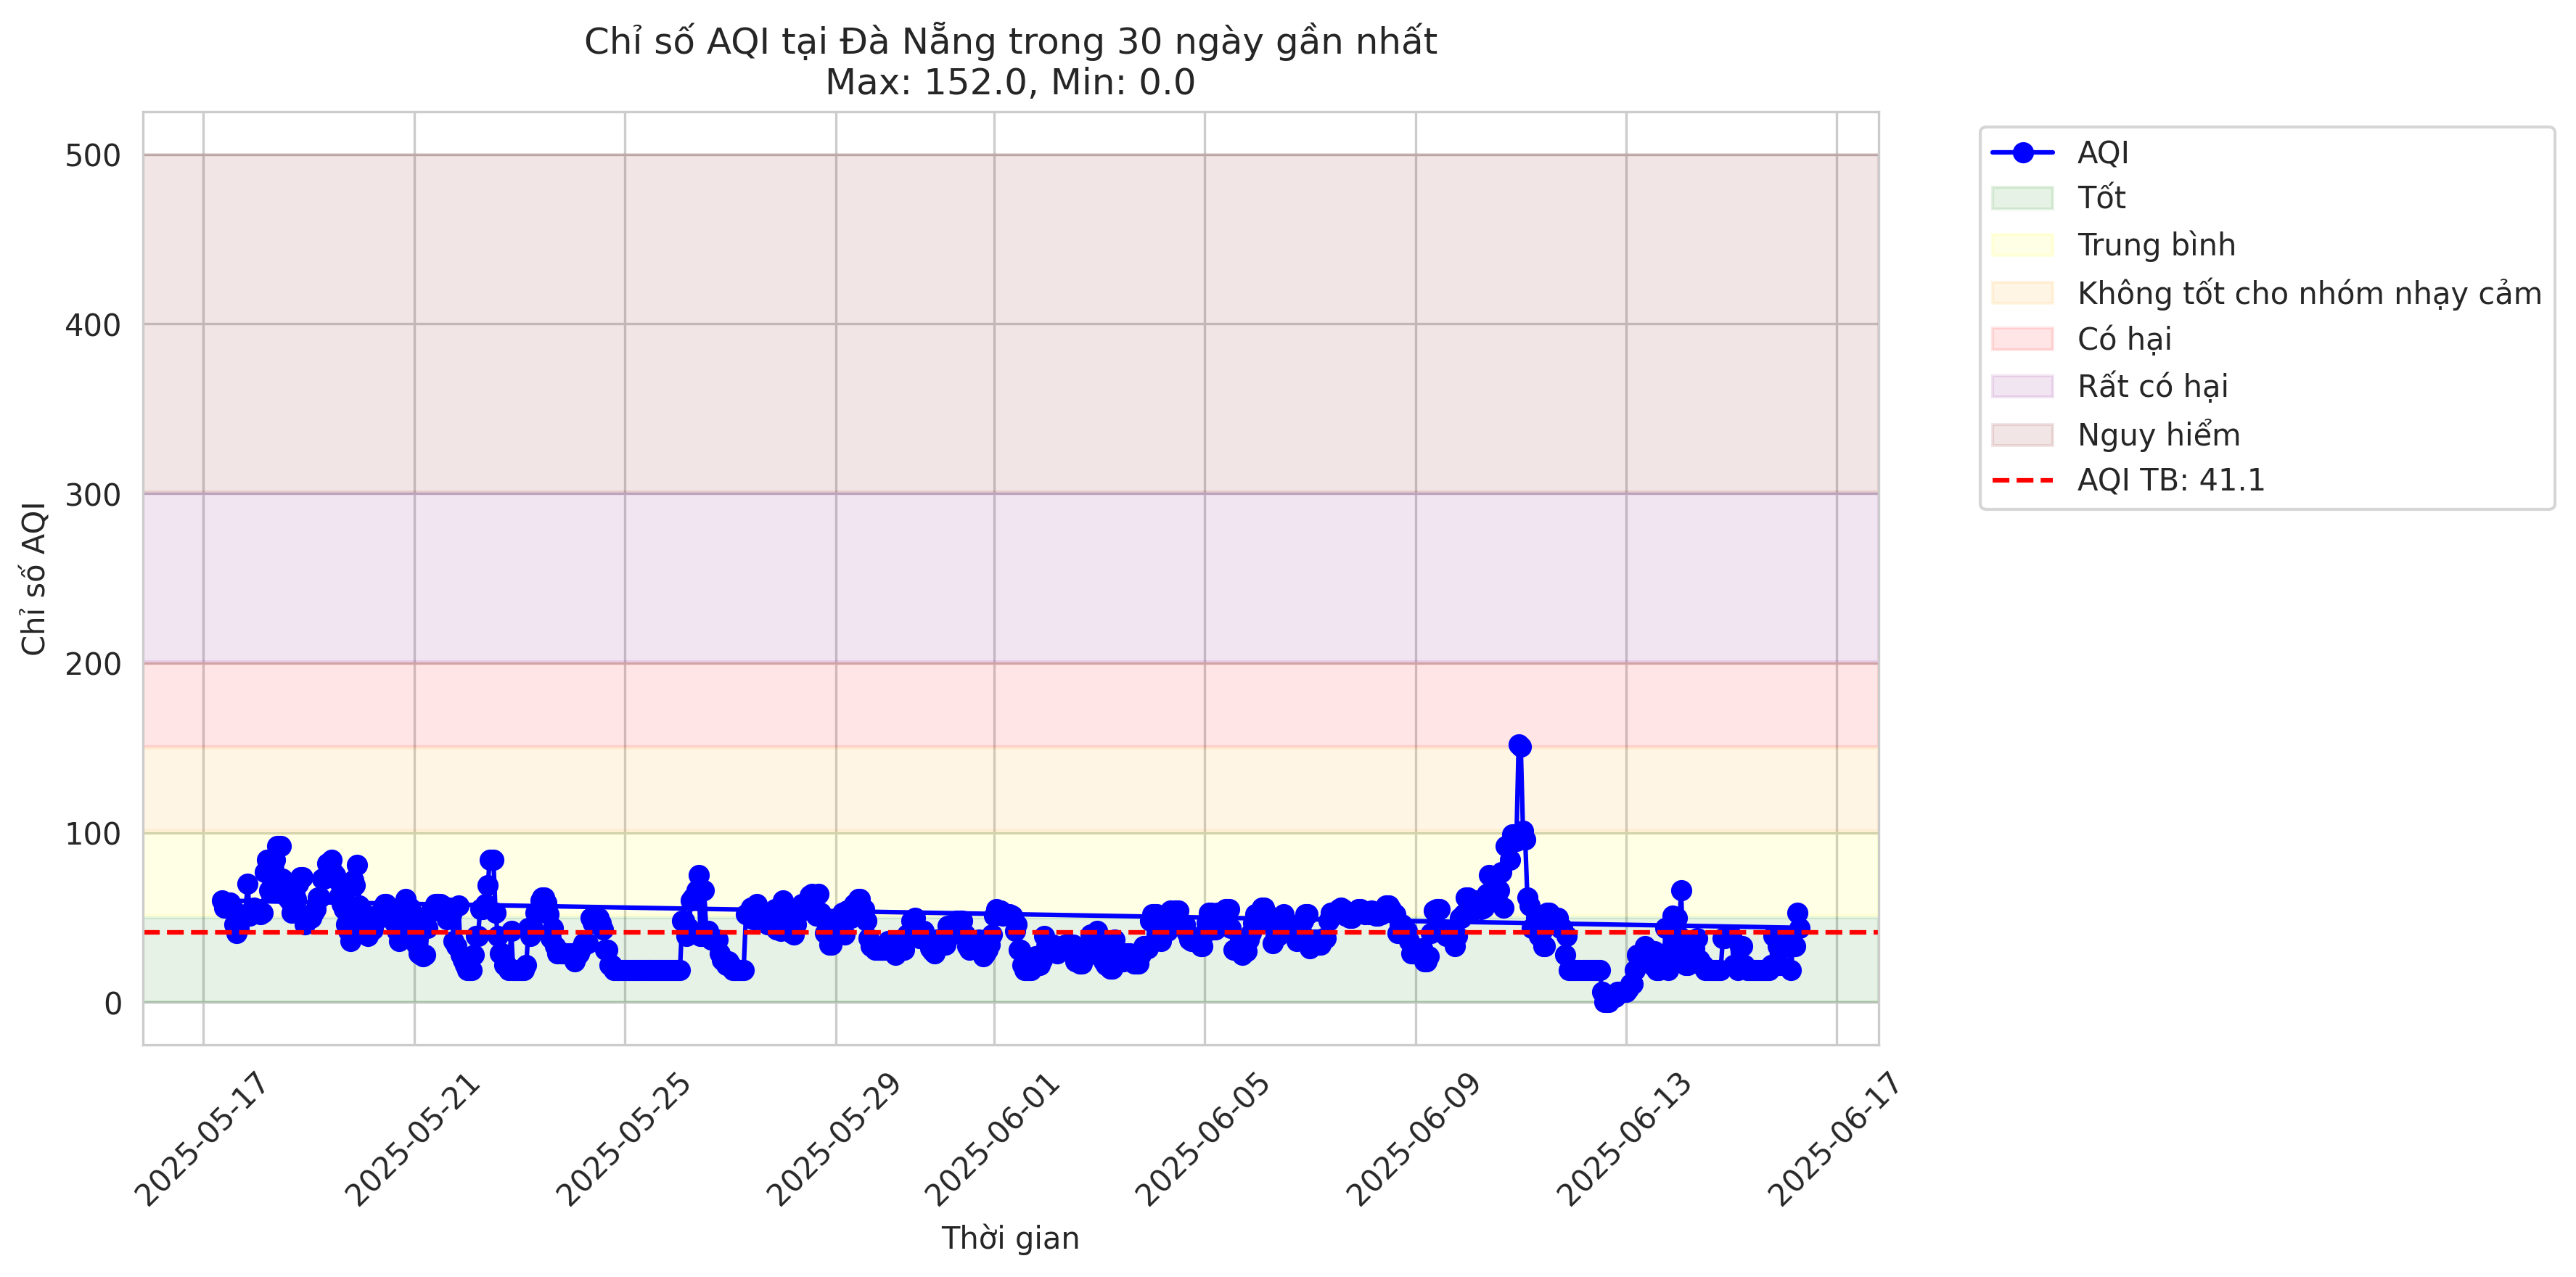 Chỉ số AQI tại Đà Nẵng trong 30 ngày gần nhất
Max: 152.0, Min: 0.0
Chỉ số AQI
500
400
300
200
100
0
2025-05-17
2025-05-21
2025-05-25
2025-05-29
2025-06-01
2025-06-05
2025-06-09
2025-06-13
2025-06-17
Thời gian
AQI
Tốt
Trung bình
Không tốt cho nhóm nhạy cảm
Có hại
Rất có hại
Nguy hiểm
AQI TB: 41.1